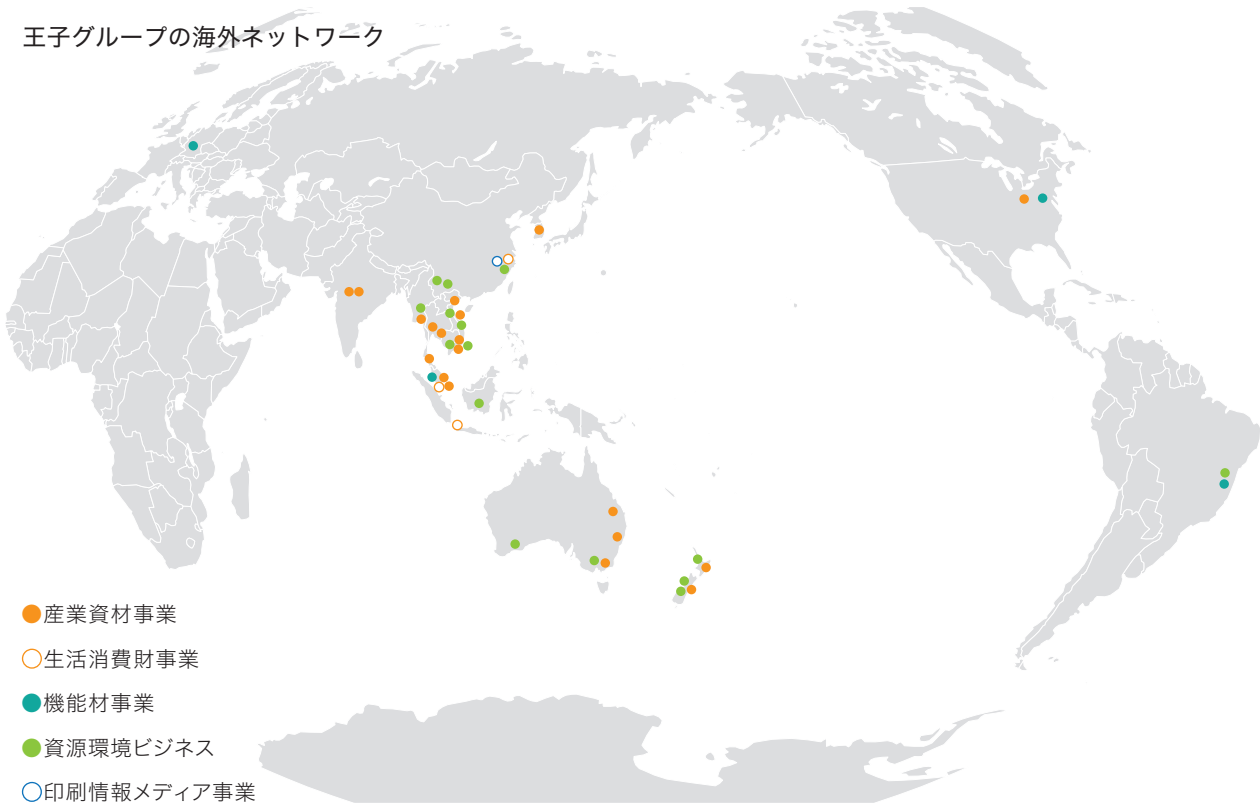 王子グループの海外ネットワーク
産業資材事業
生活消費財事業
機能材事業
資源環境ビジネス
印刷情報メディア事業